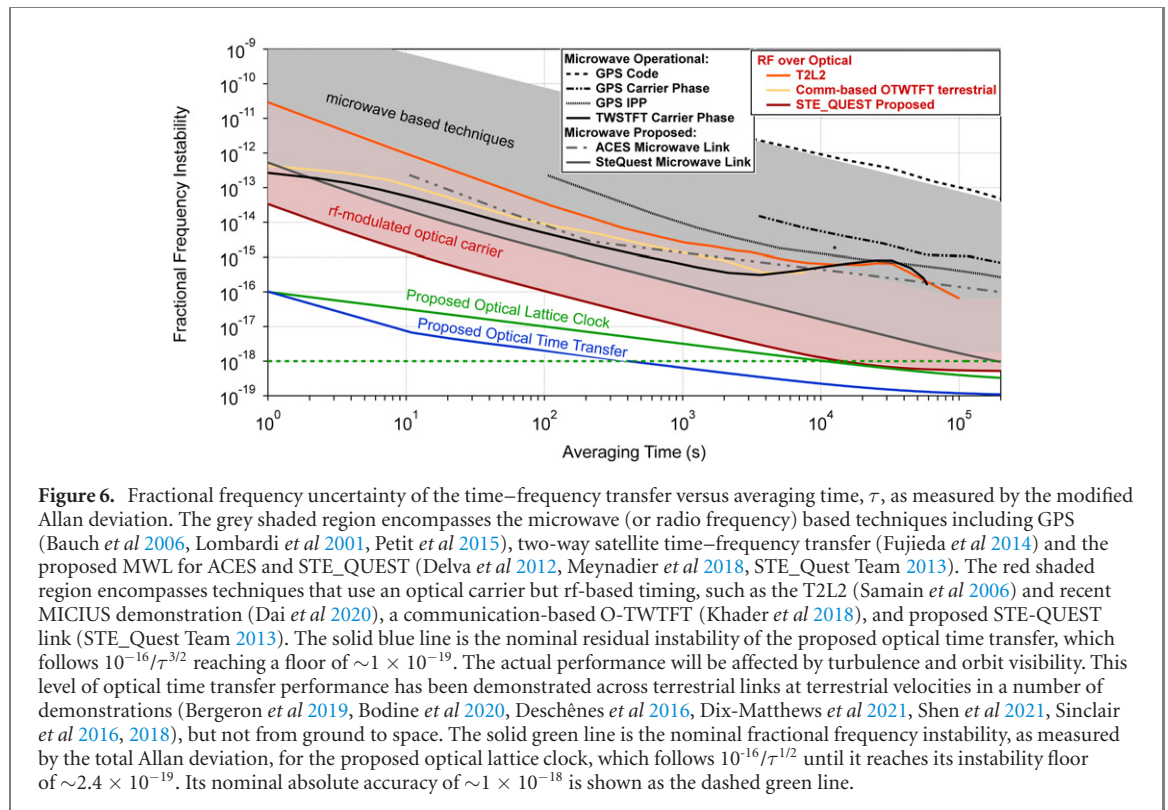 10-9
10-10
10-11
10-12
10-13
10-14
10-15
10-16
10-17
10-18
10-19
Fractional Frequency Instability
Microwave Operational:
GPS Code
GPS Carrier Phase
GPS IPP
TWSTFT Carrier Phase
Microwave Proposed:
ACES Microwave Link
SteQuest Microwave Link
RF over Optical
T2L2
Comm-based OTWTFT terrestrial
STE_QUEST Proposed
microwave based techniques
rf-modulated optical carrier
Proposed Optical Lattice Clock
Proposed Optical Time Transfer
10^0 10^1 10^2 10^3 10^4 10^5
Averaging Time (s)
Figure 6. Fractional frequency uncertainty of the time–frequency transfer versus averaging time, τ, as measured by the modified
Allan deviation. The grey shaded region encompasses the microwave (or radio frequency) based techniques including GPS
(Bauch et al 2006, Lombardi et al 2001, Petit et al 2015), two-way satellite time–frequency transfer (Fujieda et al 2014) and the
proposed MWL for ACES and STE_QUEST (Delva et al 2012, Meynadier et al 2018, STE_Quest Team 2013). The red shaded
region encompasses techniques that use an optical carrier but rf-based timing, such as the T2L2 (Samain et al 2006) and recent
MICIUS demonstration (Dai et al 2020), a communication-based O-TWTFT (Khader et al 2018), and proposed STE-QUEST
link (STE_Quest Team 2013). The solid blue line is the nominal residual instability of the proposed optical time transfer, which
follows 10^−16/τ^3/2 reaching a floor of ∼1 × 10^−19. The actual performance will be affected by turbulence and orbit visibility. This
level of optical time transfer performance has been demonstrated across terrestrial links at terrestrial velocities in a number of
demonstrations (Bergeron et al 2019, Bodine et al 2020, Deschênes et al 2016, Dix-Matthews et al 2021, Shen et al 2021, Sinclair
et al 2016, 2018), but not from ground to space. The solid green line is the nominal fractional frequency instability, as measured
by the total Allan deviation, for the proposed optical lattice clock, which follows 10^-16/τ^1/2 until it reaches its instability floor
of ∼2.4 × 10^−19. Its nominal absolute accuracy of ∼1 × 10^−18 is shown as the dashed green line.